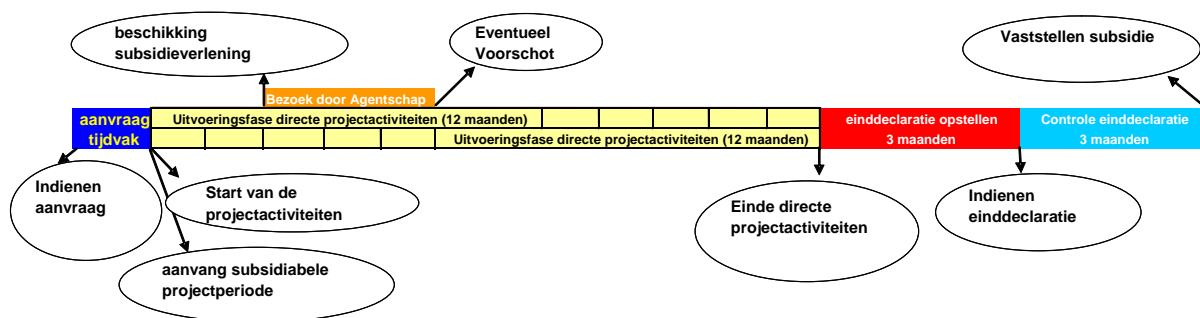 beschikking
subsidieverlening
Eventueel
Voorschot
Vaststellen subsidie
Bezoek door Agentschap
aanvraag
tijdvak
Uitvoeringsfase directe projectactiviteiten (12 maanden)
Uitvoeringsfase directe projectactiviteiten (12 maanden)
einddeclaratie opstellen
3 maanden
Controle einddeclaratie
3 maanden
Indienen
aanvraag
Start van de
projectactiviteiten
aanvang subsidiabele
projectperiode
Einde directe
projectactiviteiten
Indienen
einddeclaratie